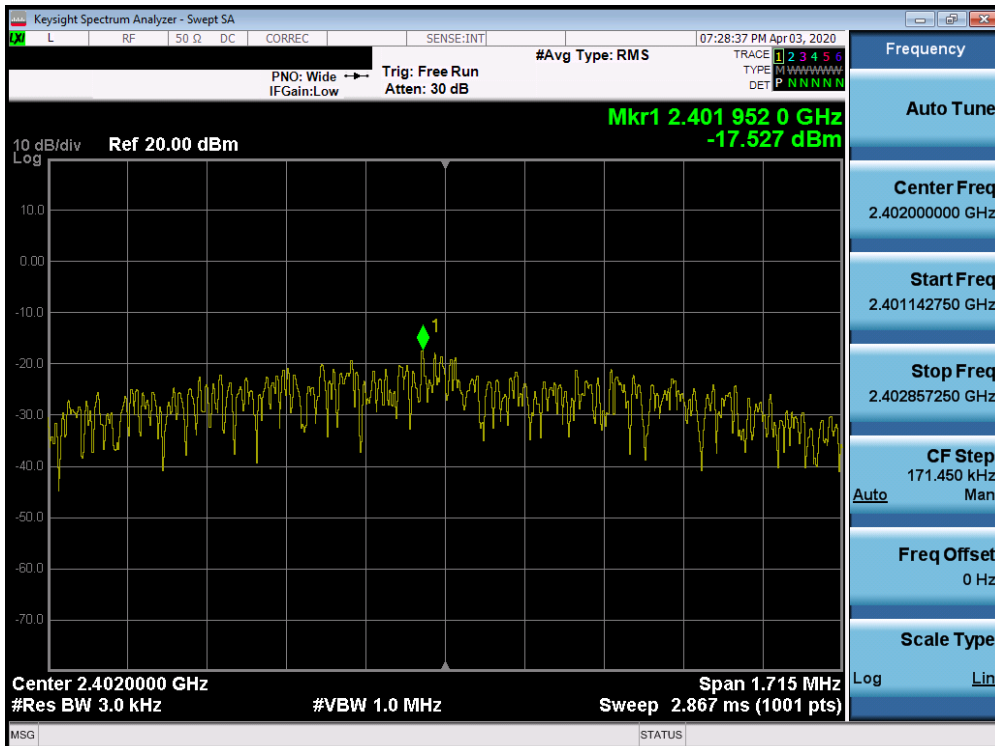 Keysight Spectrum Analyzer - Swept SA
LXI L RF 50 Ω DC CORREC SENSE:INT 07:28:37 PM Apr 03, 2020
PNO: Wide
IFGain:Low
Trig: Free Run
Atten: 30 dB
#Avg Type: RMS
TRACE 1 2 3 4 5 6
TYPE M W W W W W
DET P N N N N N
Mkr1 2.401 952 0 GHz
-17.527 dBm
10 dB/div
Log
Ref 20.00 dBm
10.0
0.00
-10.0
-20.0
-30.0
-40.0
-50.0
-60.0
-70.0
1
Center 2.4020000 GHz
Span 1.715 MHz
#Res BW 3.0 kHz
#VBW 1.0 MHz
Sweep 2.867 ms (1001 pts)
MSG
STATUS
Frequency
Auto Tune
Center Freq
2.402000000 GHz
Start Freq
2.401142750 GHz
Stop Freq
2.402857250 GHz
CF Step
171.450 kHz
Auto Man
Freq Offset
0 Hz
Scale Type
Log Lin